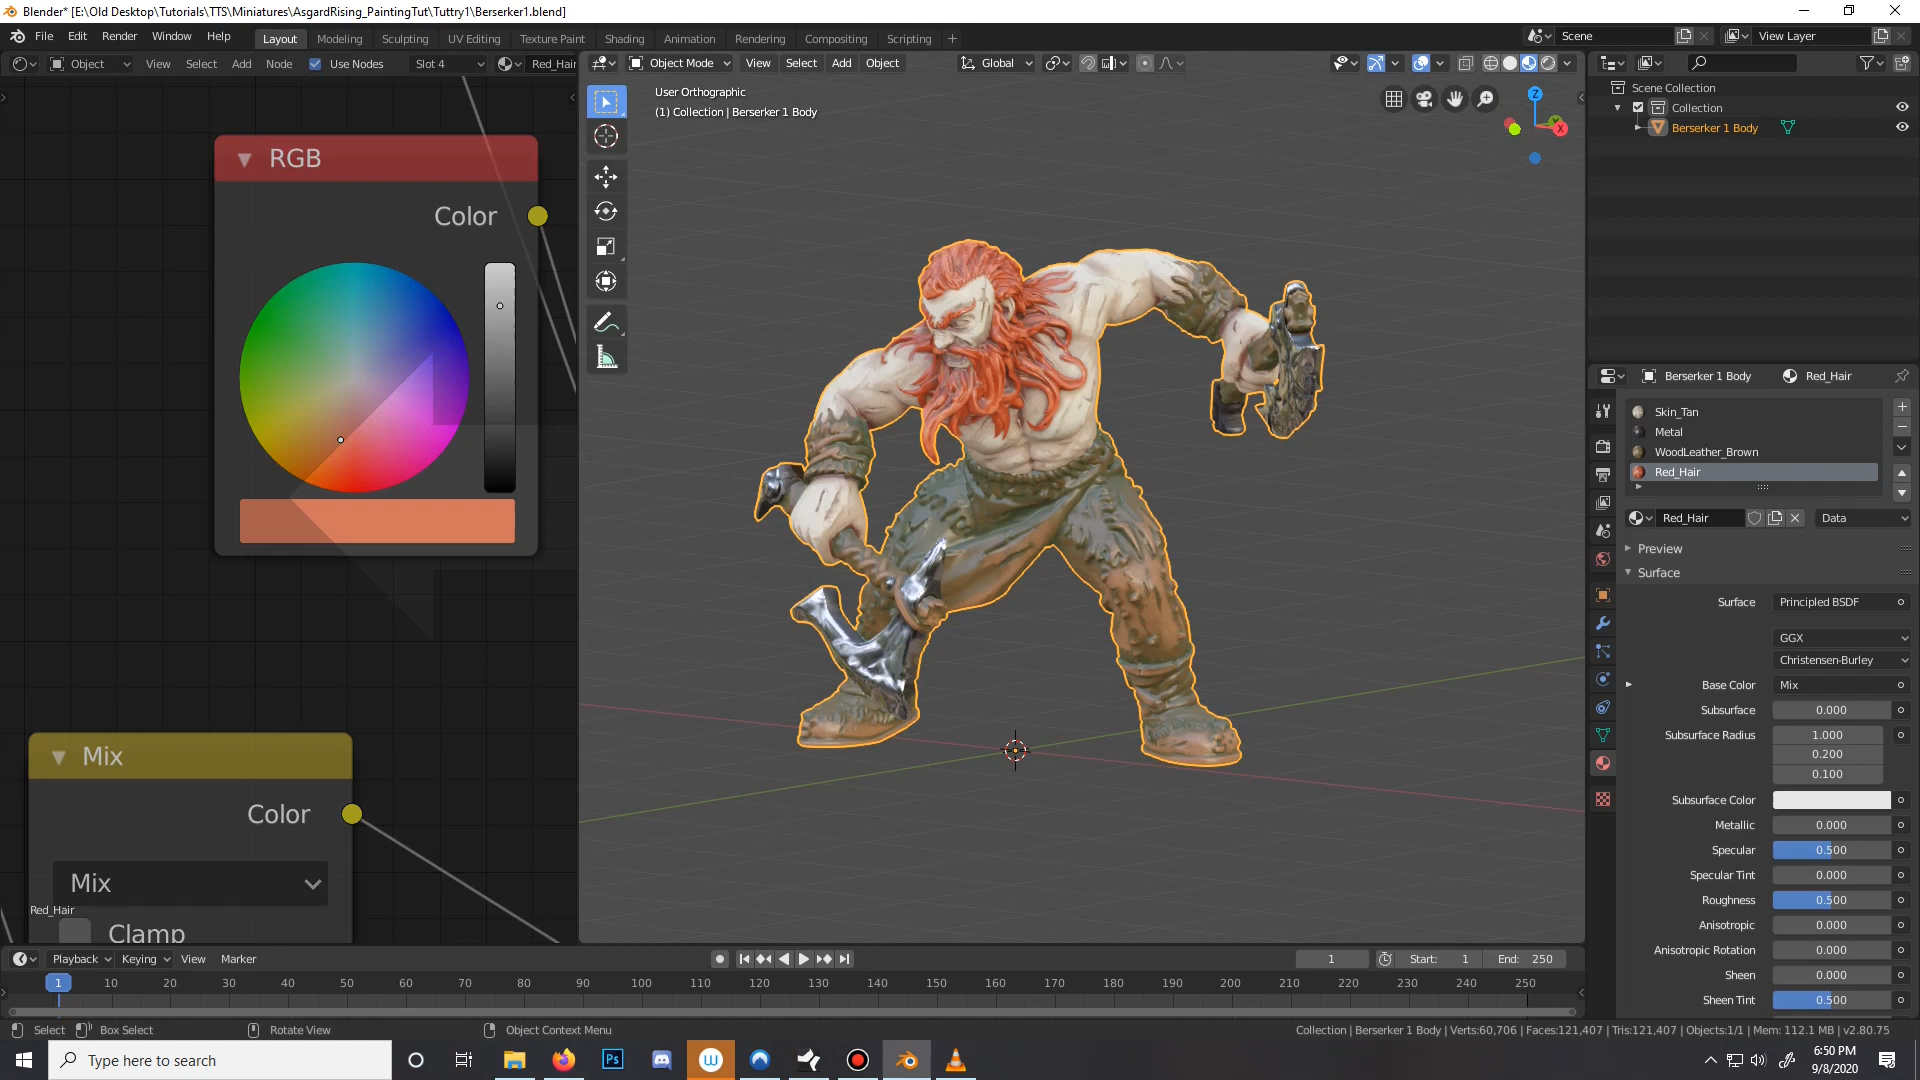 Blender* [E:\Old Desktop\Tutorials\TTS\Miniatures\AsgardRising_PaintingTut\Tuttry1\Berserker1.blend]
File Edit Render Window Help Layout Modeling Sculpting UV Editing Texture Paint Shading Animation Rendering Compositing Scripting + Scene View Layer
Object View Select Add Node Use Nodes Slot 4 Red_Hair
Object Mode View Select Add Object Global
User Orthographic
(1) Collection | Berserker 1 Body
Z
Y
X
Scene Collection
Collection
Berserker 1 Body
RGB
Color
Mix
Color
Mix
Red_Hair
Clamp
Berserker 1 Body Red_Hair
Skin_Tan
Metal
WoodLeather_Brown
Red_Hair
Red_Hair Data
Preview
Surface
Surface Principled BSDF
GGX
Christensen-Burley
Base Color Mix
Subsurface 0.000
Subsurface Radius 1.000
0.200
0.100
Subsurface Color
Metallic 0.000
Specular 0.500
Specular Tint 0.000
Roughness 0.500
Anisotropic 0.000
Anisotropic Rotation 0.000
Sheen 0.000
Sheen Tint 0.500
Playback Keying View Marker 1 Start: 1 End: 250
1 10 20 30 40 50 60 70 80 90 100 110 120 130 140 150 160 170 180 190 200 210 220 230 240 250
Select Box Select Rotate View Object Context Menu Collection | Berserker 1 Body | Verts:60,706 | Faces:121,407 | Tris:121,407 | Objects:1/1 | Mem: 112.1 MB | v2.80.75
Type here to search
Ps
W
6:50 PM
9/8/2020